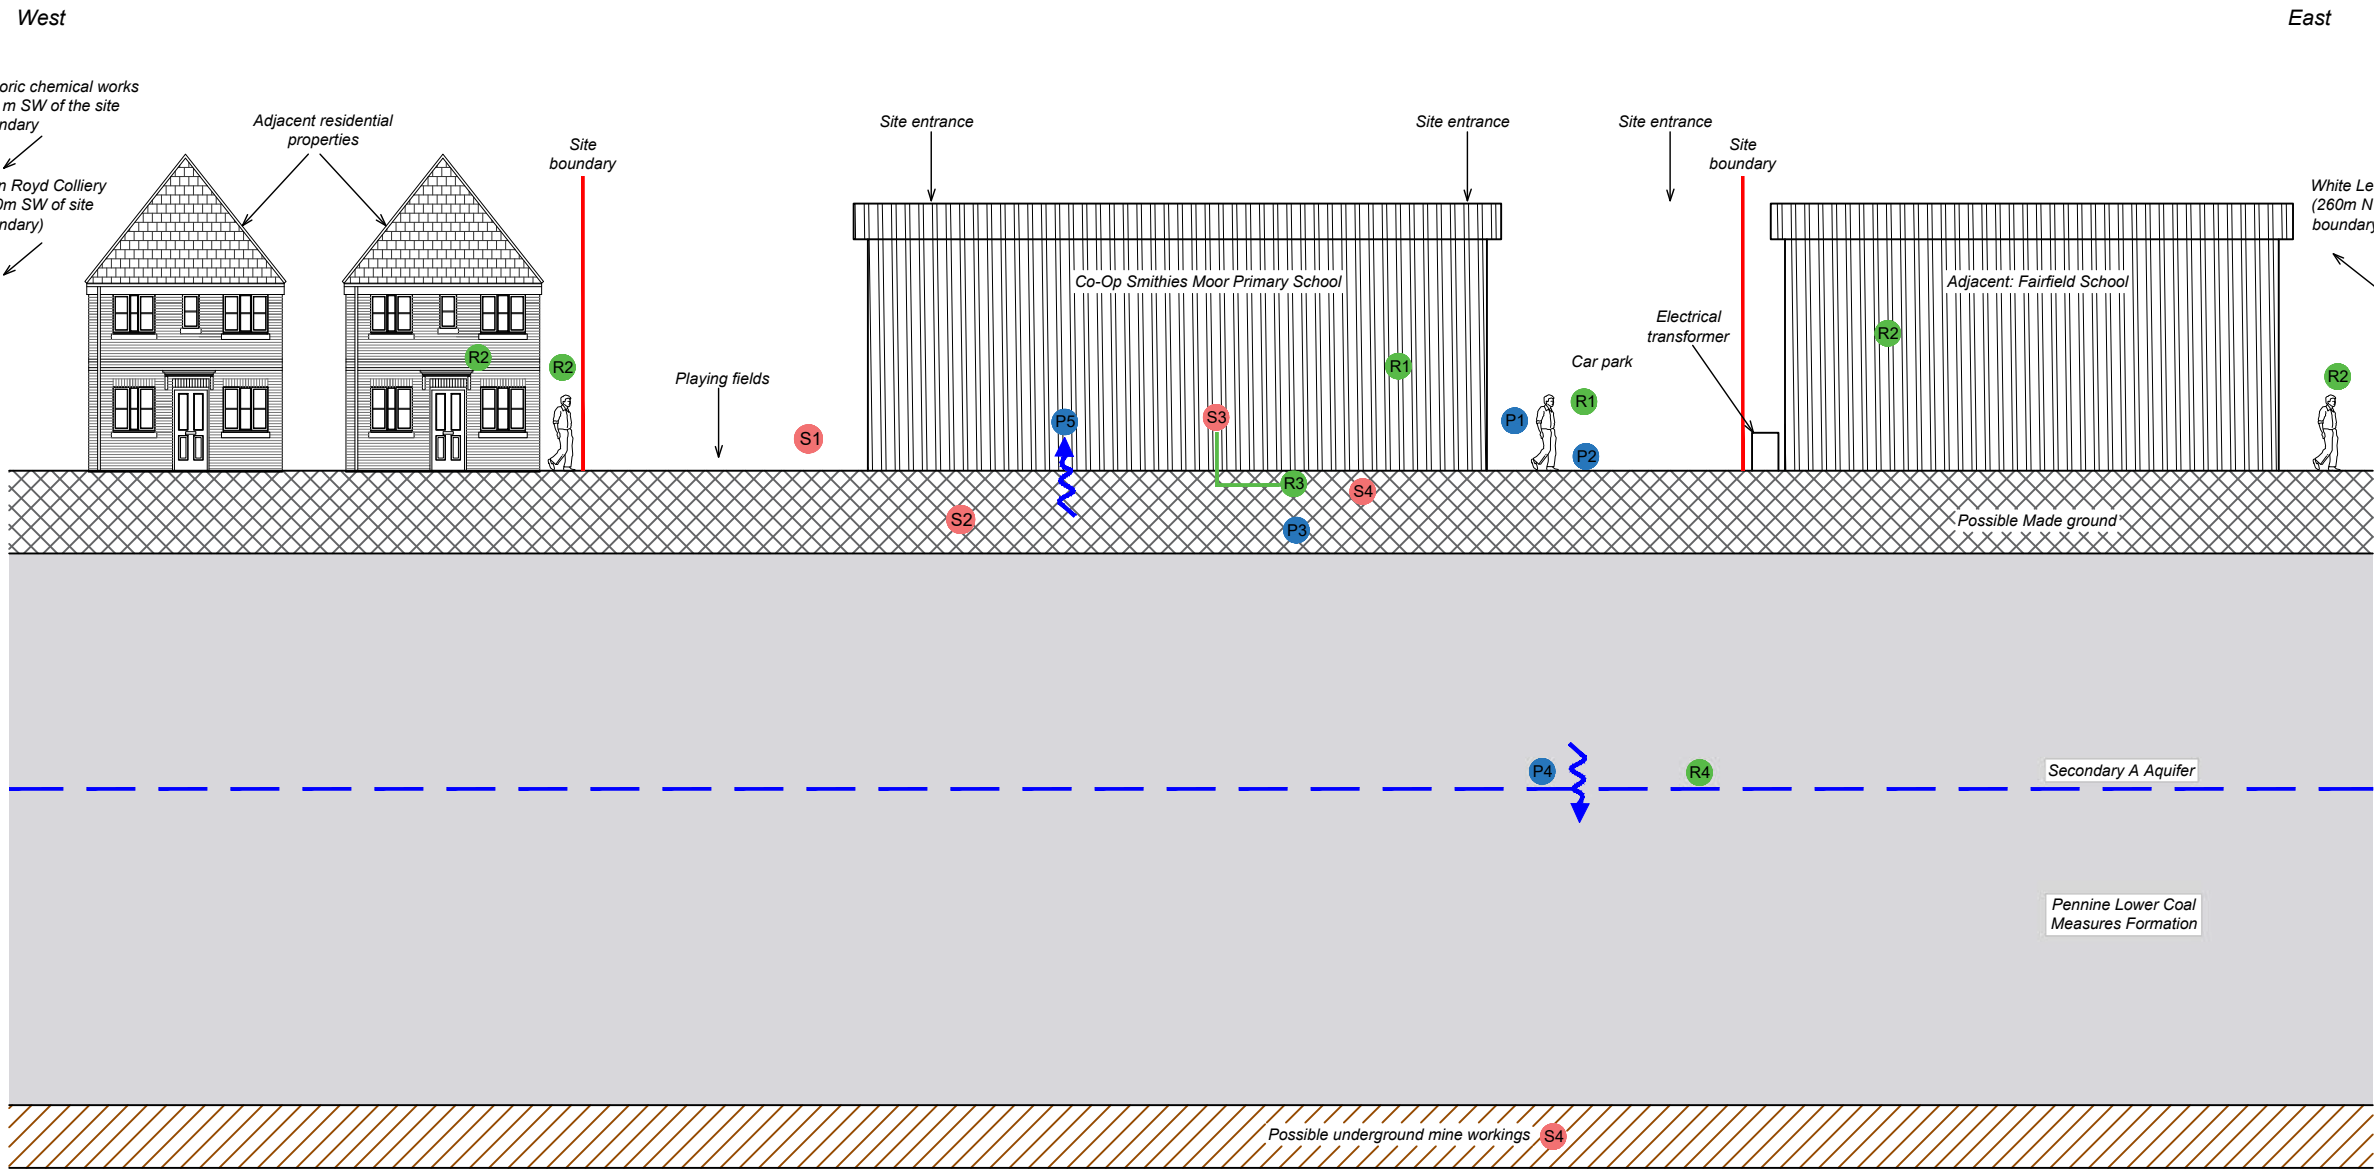 West
East
oric chemical works
m SW of the site
ndary
n Royd Colliery
0m SW of site
ndary)
Adjacent residential
properties
Site
boundary
Site entrance
Site entrance
Site entrance
Site
boundary
White Le
(260m N
boundary
Co-Op Smithies Moor Primary School
Adjacent: Fairfield School
Electrical
transformer
Car park
Playing fields
R2
R2
R1
R2
R2
S1
P5
S3
P1
R1
P2
S2
R3
S4
P3
Possible Made ground
P4
R4
Secondary A Aquifer
Pennine Lower Coal
Measures Formation
Possible underground mine workings S4